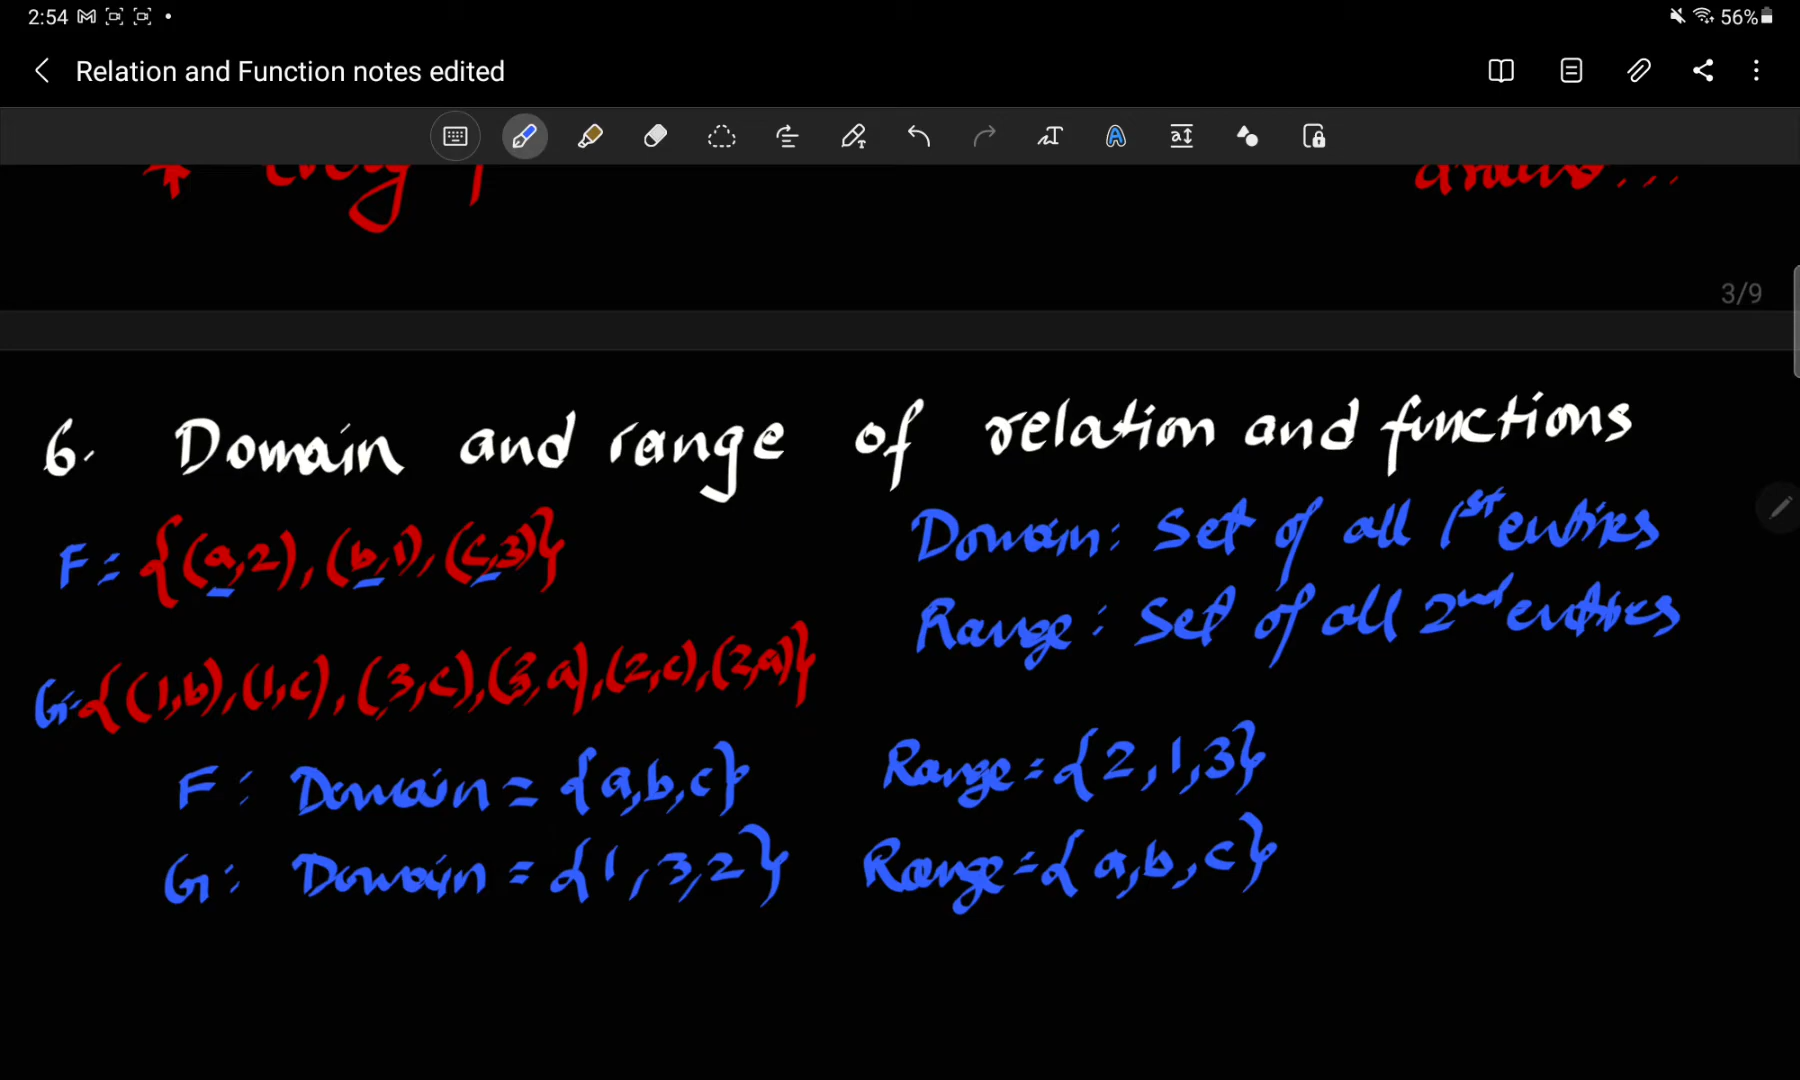 2:54 56%
Relation and Function notes edited
3/9
6. Domain and range of relation and functions
F = {(a,2), (b,1), (c,3)}
Domain: Set of all 1st entries
Range: Set of all 2nd entries
G = {(1,b), (1,c), (3,c), (3,a), (2,c), (2,a)}
F: Domain = {a,b,c} Range = {2,1,3}
G: Domain = {1,3,2} Range = {a,b,c}